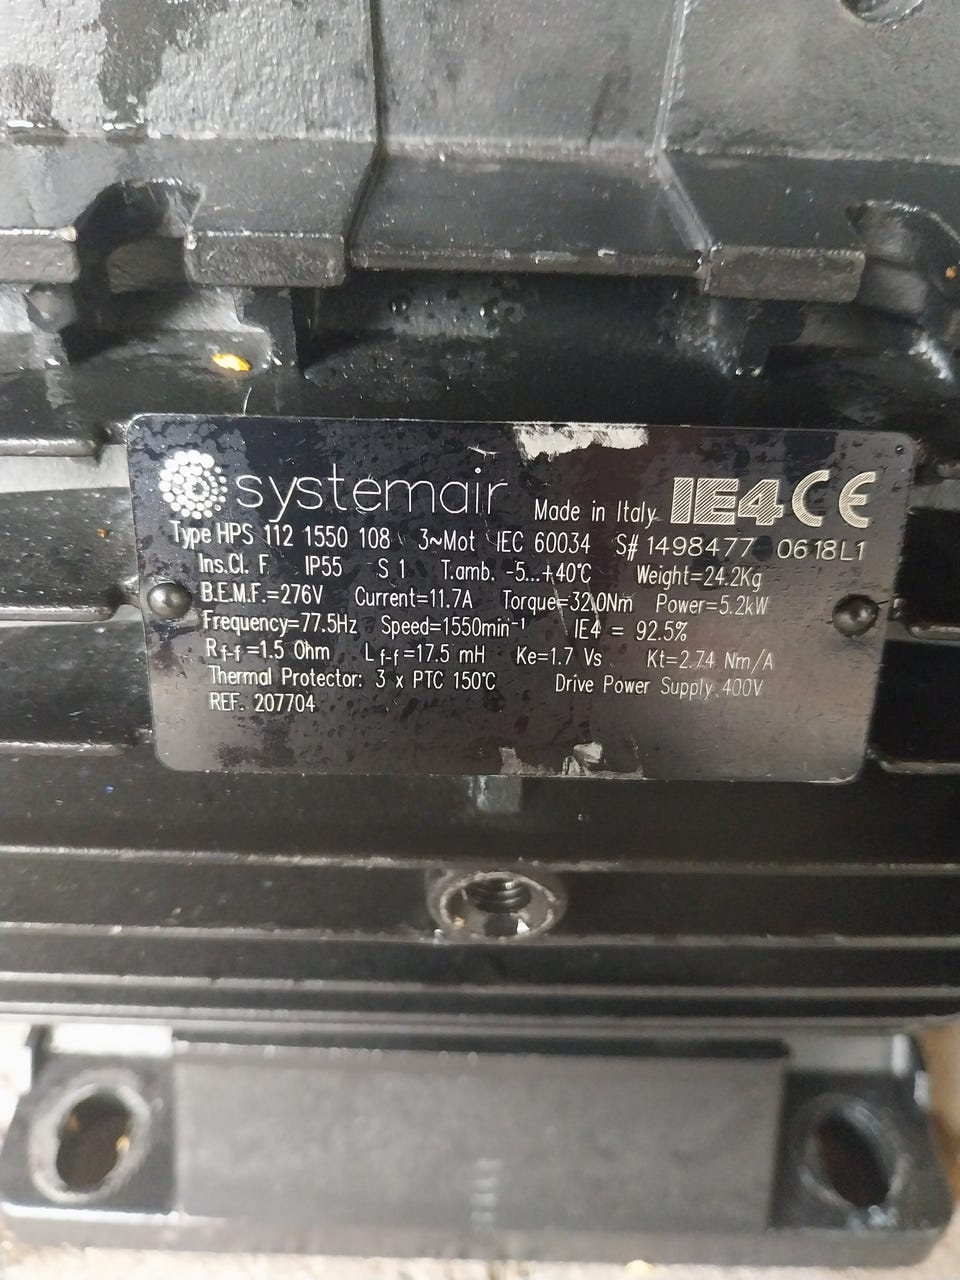 systemair Made in Italy IE4 CE
Type HPS 112 1550 108 3~Mot IEC 60034 S# 1498477 0618L1
Ins.Cl. F IP55 S 1 T.amb. -5...+40°C Weight=24.2Kg
B.E.M.F.=276V Current=11.7A Torque=32.0Nm Power=5.2kW
Frequency=77.5Hz Speed=1550min⁻¹ IE4 = 92.5%
Rf-f=1.5 Ohm Lf-f=17.5 mH Ke=1.7 Vs Kt=2.74 Nm/A
Thermal Protector: 3 x PTC 150°C Drive Power Supply 400V
REF. 207704